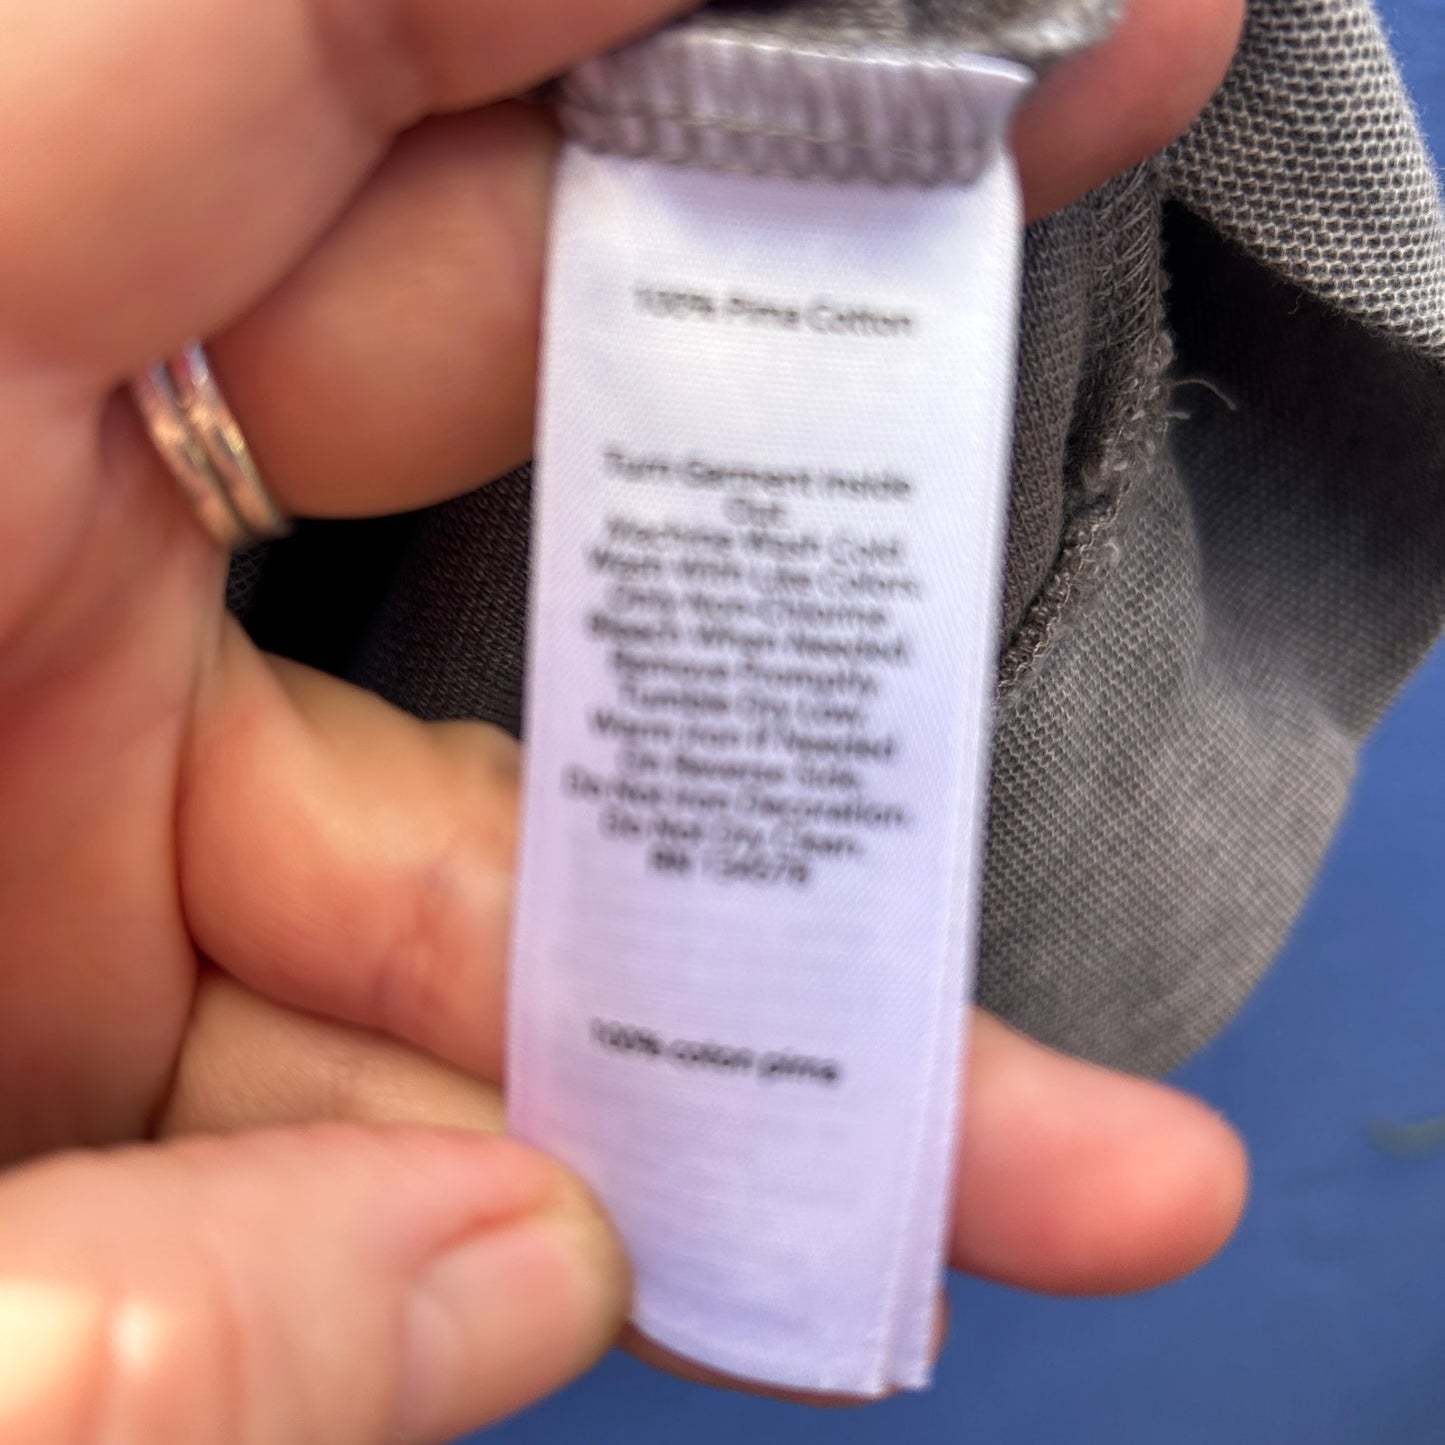 100% Pima Cotton
Turn Garment Inside
Out.
Machine Wash Cold.
Wash With Like Colors.
Only Non-Chlorine
Bleach When Needed.
Remove Promptly.
Tumble Dry Low.
Warm Iron If Needed
On Reverse Side.
Do Not Iron Decoration.
Do Not Dry Clean.
RN
100% coton pima